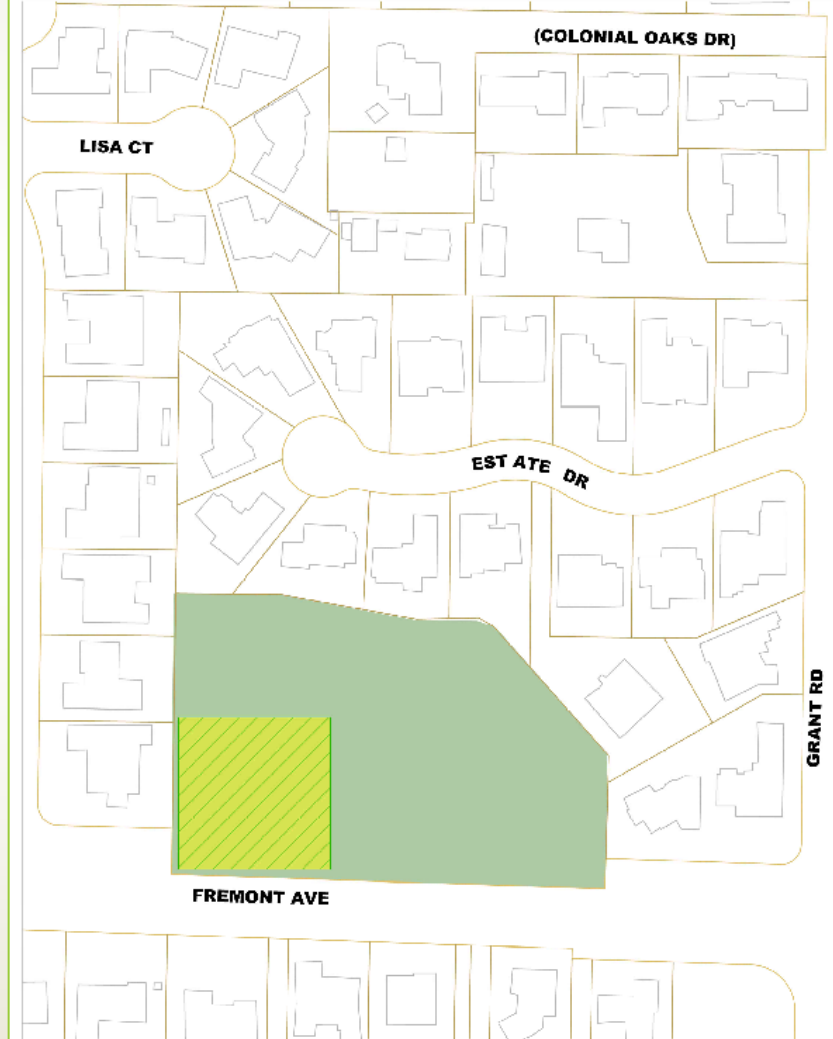 (COLONIAL OAKS DR)
LISA CT
EST ATE DR
GRANT RD
FREMONT AVE